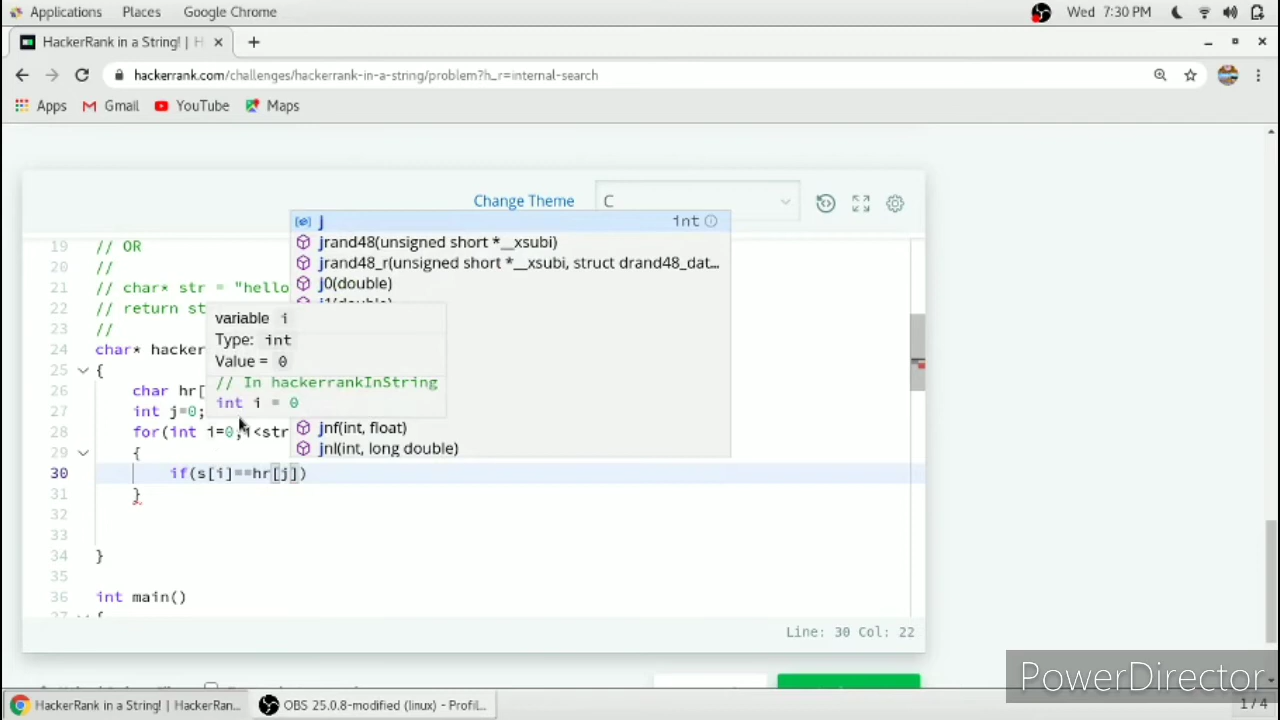 Applications Places Google Chrome Wed 7:30 PM
HackerRank in a String! | H
hackerrank.com/challenges/hackerrank-in-a-string/problem?h_r=internal-search
Apps Gmail YouTube Maps
Change Theme C
j int
jrand48(unsigned short *__xsubi)
jrand48_r(unsigned short *__xsubi, struct drand48_dat…
j0(double)
j1(double)
jnf(int, float)
jnl(int, long double)
variable i
Type: int
Value = 0
// In hackerrankInString
int i = 0
19 // OR
20 //
21 // char* str = "hello
22 // return st
23 //
24 char* hacker
25 {
26 char hr[
27 int j=0;
28 for(int i=0;i<str
29 {
30 if(s[i]==hr[j])
31 }
32
33
34 }
35
36 int main()
37 {
Line: 30 Col: 22
PowerDirector
HackerRank in a String! | HackerRan... OBS 25.0.8-modified (linux) - Profil... 1 / 4